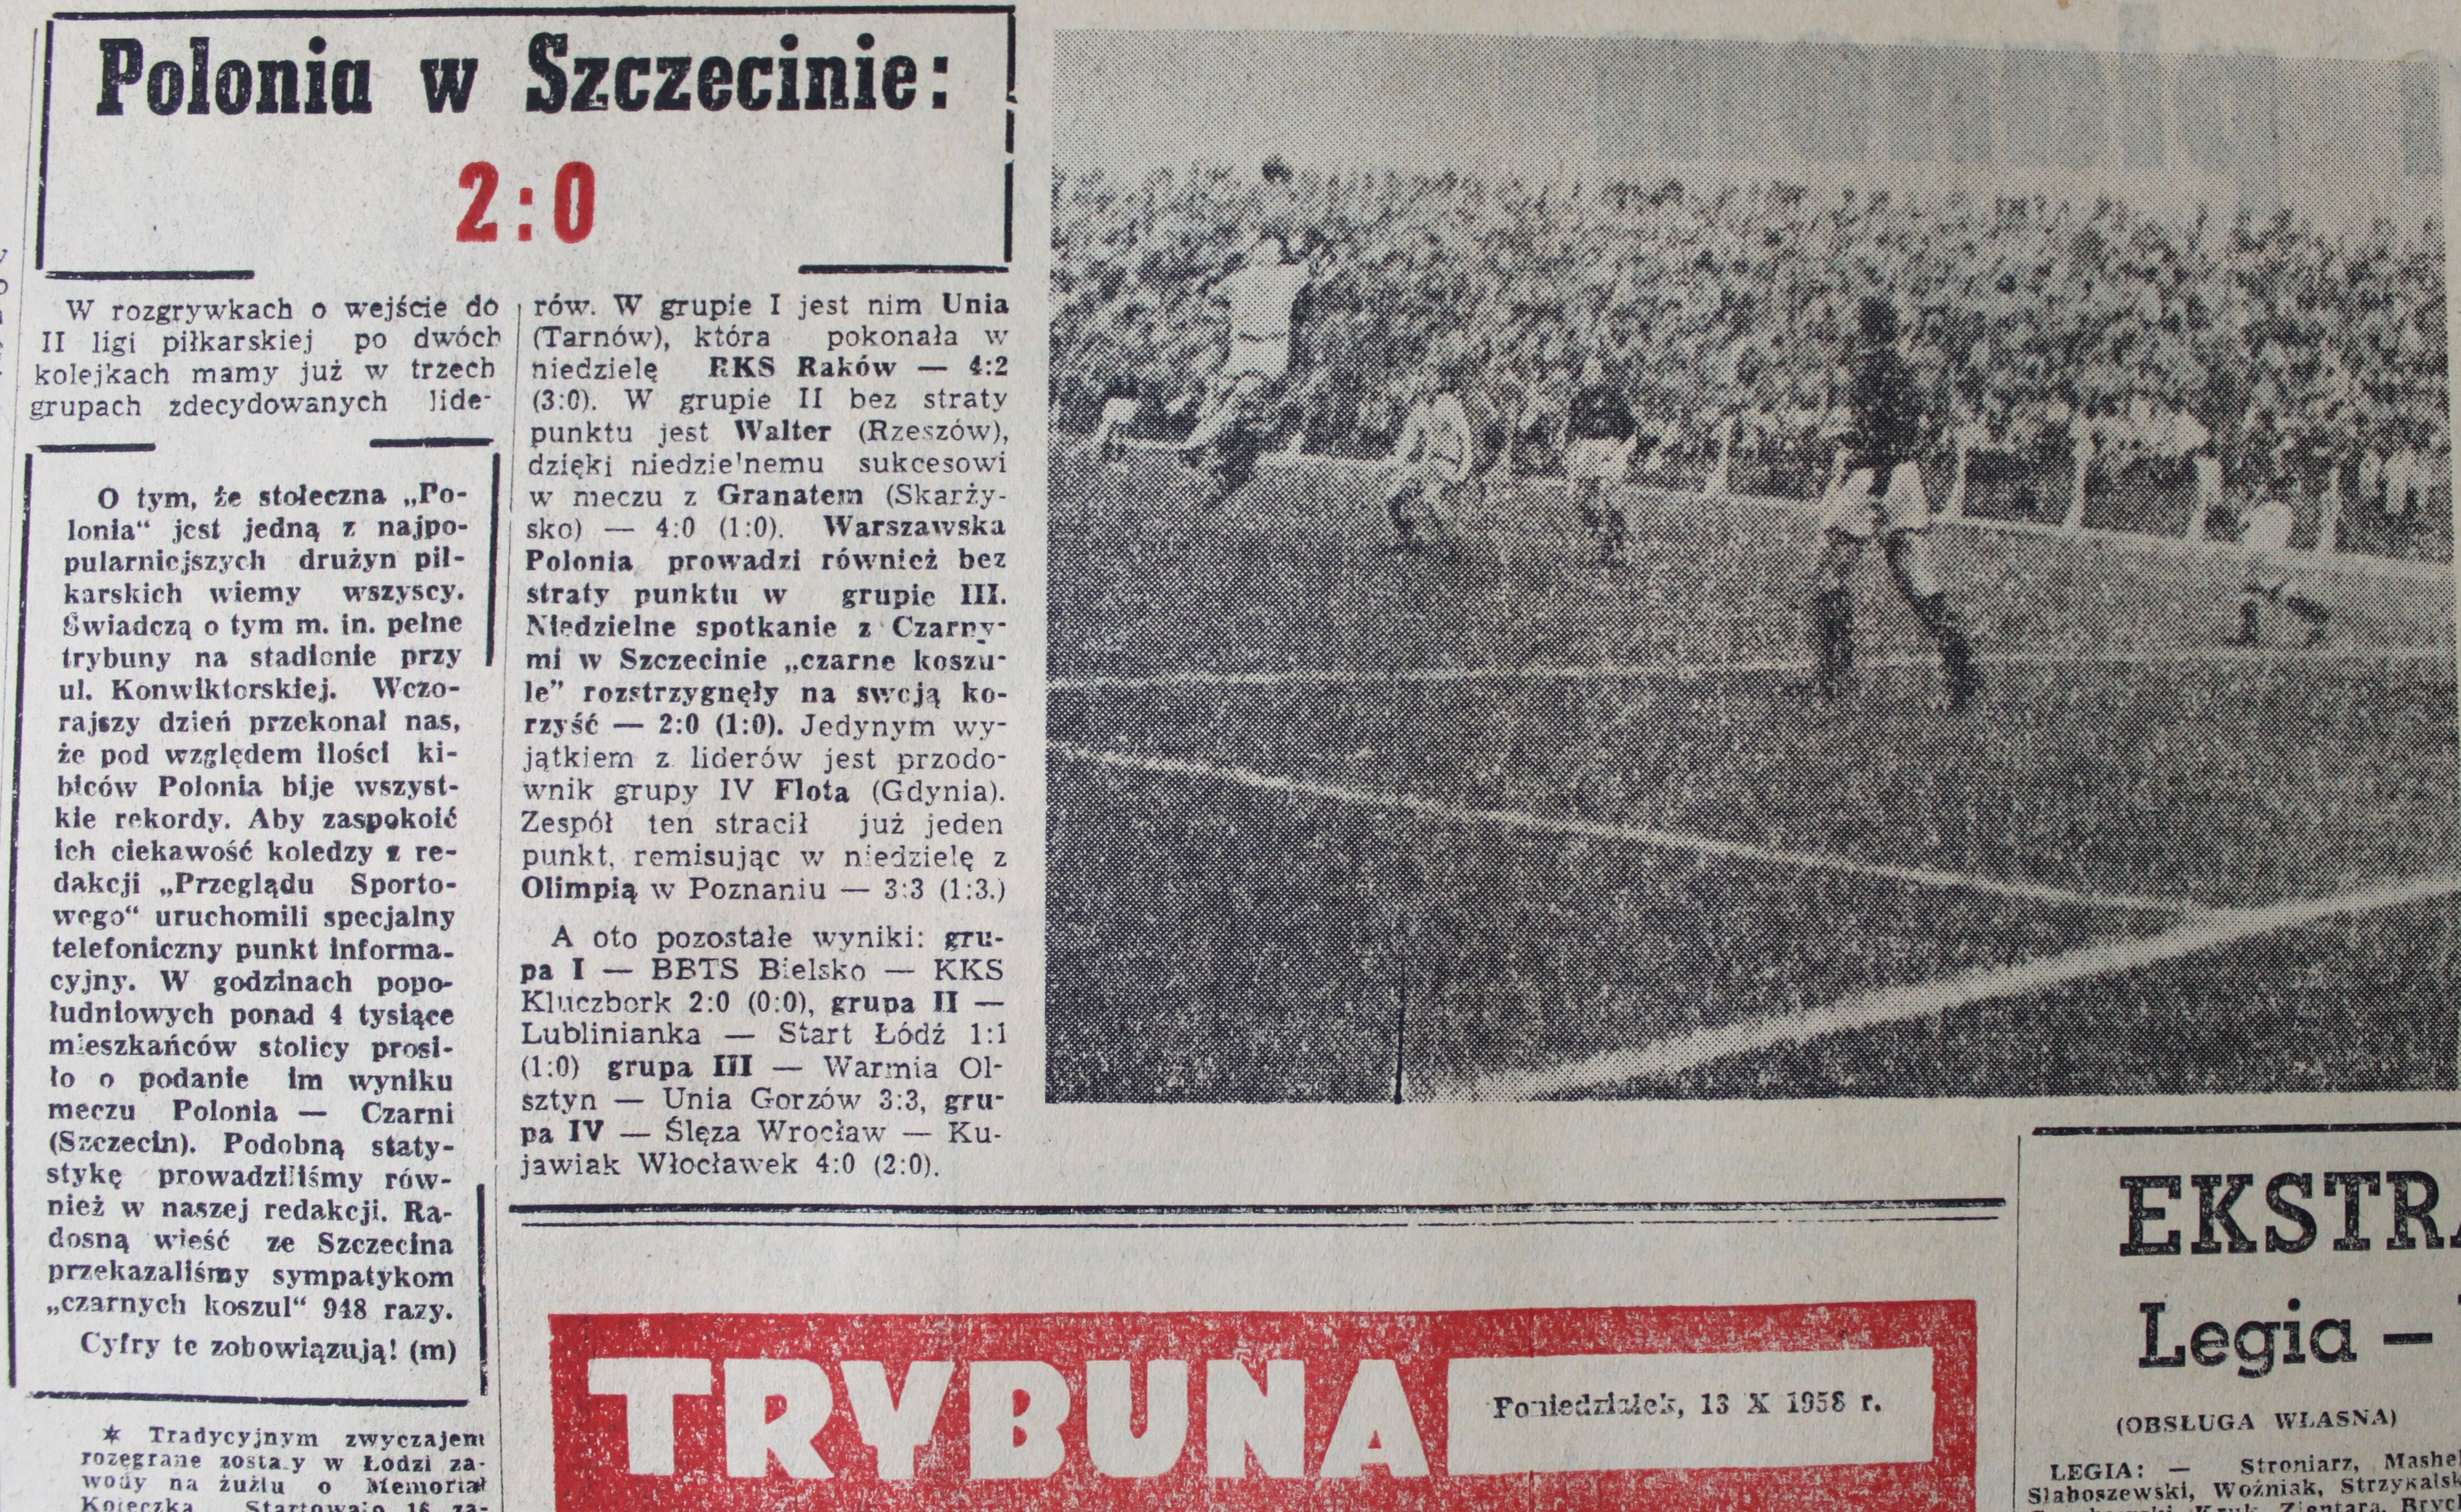 Polonia w Szczecinie:
2:0
W rozgrywkach o wejście do
II ligi piłkarskiej po dwóch
kolejkach mamy już w trzech
grupach zdecydowanych lide-
rów. W grupie I jest nim Unia
(Tarnów), która pokonała w
niedzielę RKS Raków — 4:2
(3:0). W grupie II bez straty
punktu jest Walter (Rzeszów),
dzięki niedzielnemu sukcesowi
w meczu z Granatem (Skarży-
sko) — 4:0 (1:0). Warszawska
Polonia prowadzi również bez
straty punktu w grupie III.
Niedzielne spotkanie z Czarny-
mi w Szczecinie „czarne koszu-
le” rozstrzygnęły na swoją ko-
rzyść — 2:0 (1:0). Jedynym wy-
jątkiem z liderów jest przodo-
wnik grupy IV Flota (Gdynia).
Zespół ten stracił już jeden
punkt, remisując w niedzielę z
Olimpią w Poznaniu — 3:3 (1:3.)
A oto pozostałe wyniki: gru-
pa I — BBTS Bielsko — KKS
Kluczbork 2:0 (0:0), grupa II —
Lublinianka — Start Łódź 1:1
(1:0) grupa III — Warmia Ol-
sztyn — Unia Gorzów 3:3, gru-
pa IV — Ślęza Wrocław — Ku-
jawiak Włocławek 4:0 (2:0).
O tym, że stołeczna „Po-
lonia“ jest jedną z najpo-
pularniejszych drużyn pił-
karskich wiemy wszyscy.
Świadczą o tym m. in. pełne
trybuny na stadionie przy
ul. Konwiktorskiej. Wczo-
rajszy dzień przekonał nas,
że pod względem ilości ki-
biców Polonia bije wszyst-
kie rekordy. Aby zaspokoić
ich ciekawość koledzy z re-
dakcji „Przeglądu Sporto-
wego“ uruchomili specjalny
telefoniczny punkt informa-
cyjny. W godzinach popo-
łudniowych ponad 4 tysiące
mieszkańców stolicy prosi-
ło o podanie im wyniku
meczu Polonia — Czarni
(Szczecin). Podobną staty-
stykę prowadziliśmy rów-
nież w naszej redakcji. Ra-
dosną wieść ze Szczecina
przekazaliśmy sympatykom
„czarnych koszul“ 948 razy.
Cyfry te zobowiązują! (m)
★ Tradycyjnym zwyczajem
rozegrane zostały w Łodzi za-
wody na żużlu o Memoriał
Startowało 16 za-
TRYBUNA
Poniedziałek, 13 X 1958 r.
EKSTRA
Legia —
(OBSŁUGA WŁASNA)
LEGIA: — Stroniarz, Mashe
Słaboszewski, Woźniak, Strzykalsk
Zientara